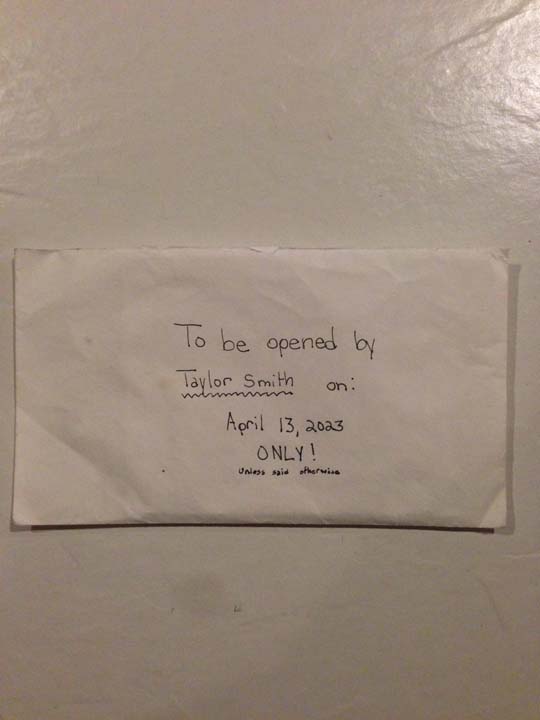 To be opened by
Taylor Smith on:
April 13, 2023
ONLY!
unless said otherwise